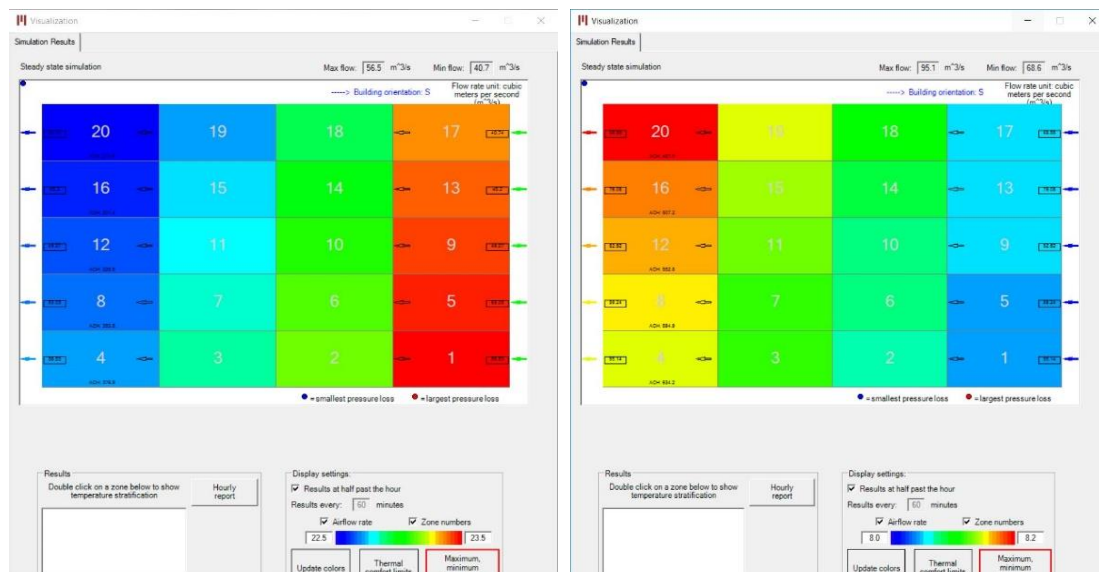 Visualization
Simulation Results
Steady state simulation
Max flow: 56.5 m^3/s Min flow: 40.7 m^3/s
-----> Building orientation: S
Flow rate unit: cubic
meters per second
(m^3/s)
20 19 18 17
16 15 14 13
12 11 10 9
8 7 6 5
4 3 2 1
= smallest pressure loss = largest pressure loss
Results
Double click on a zone below to show
temperature stratification
Hourly
report
Display settings:
Results at half past the hour
Results every: 60 minutes
Airflow rate Zone numbers
22.5 23.5
Update colors
Thermal
comfort limits
Maximum,
minimum
Visualization
Simulation Results
Steady state simulation
Max flow: 95.1 m^3/s Min flow: 68.6 m^3/s
-----> Building orientation: S
Flow rate unit: cubic
meters per second
(m^3/s)
20 19 18 17
16 15 14 13
12 11 10 9
8 7 6 5
4 3 2 1
= smallest pressure loss = largest pressure loss
Results
Double click on a zone below to show
temperature stratification
Hourly
report
Display settings:
Results at half past the hour
Results every: 60 minutes
Airflow rate Zone numbers
8.0 8.2
Update colors
Thermal
comfort limits
Maximum,
minimum